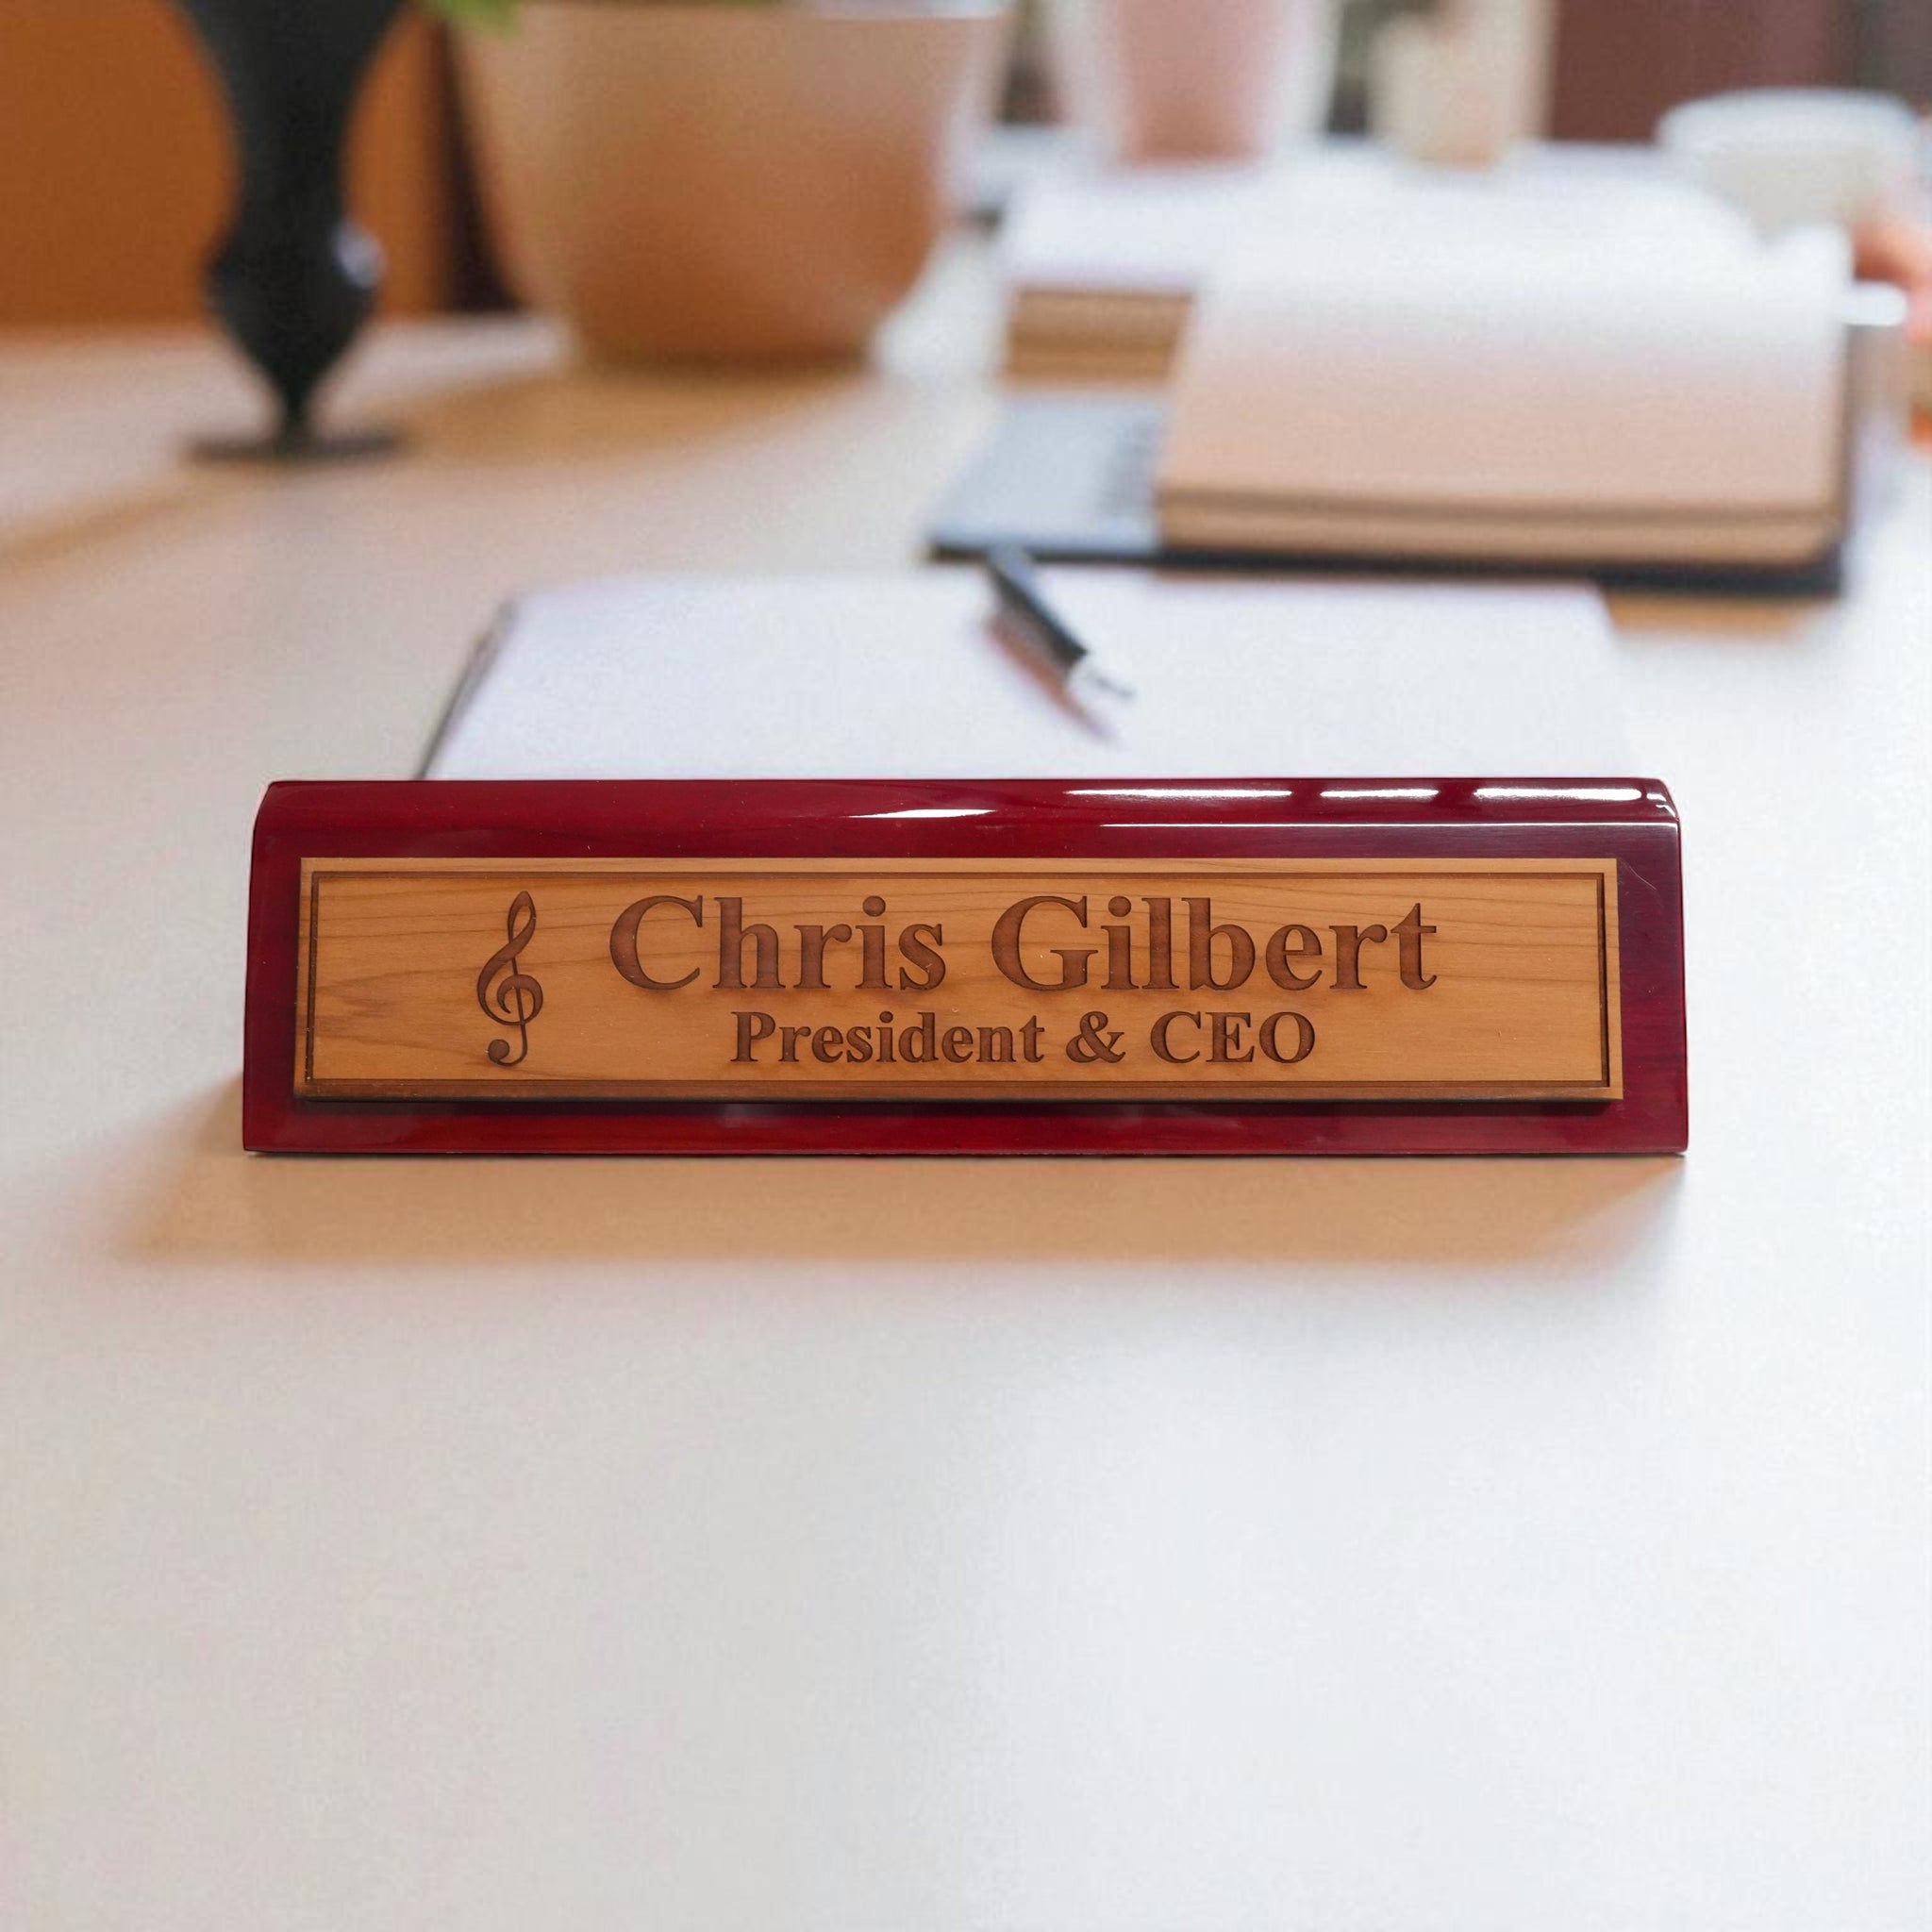 Chris Gilbert
President & CEO